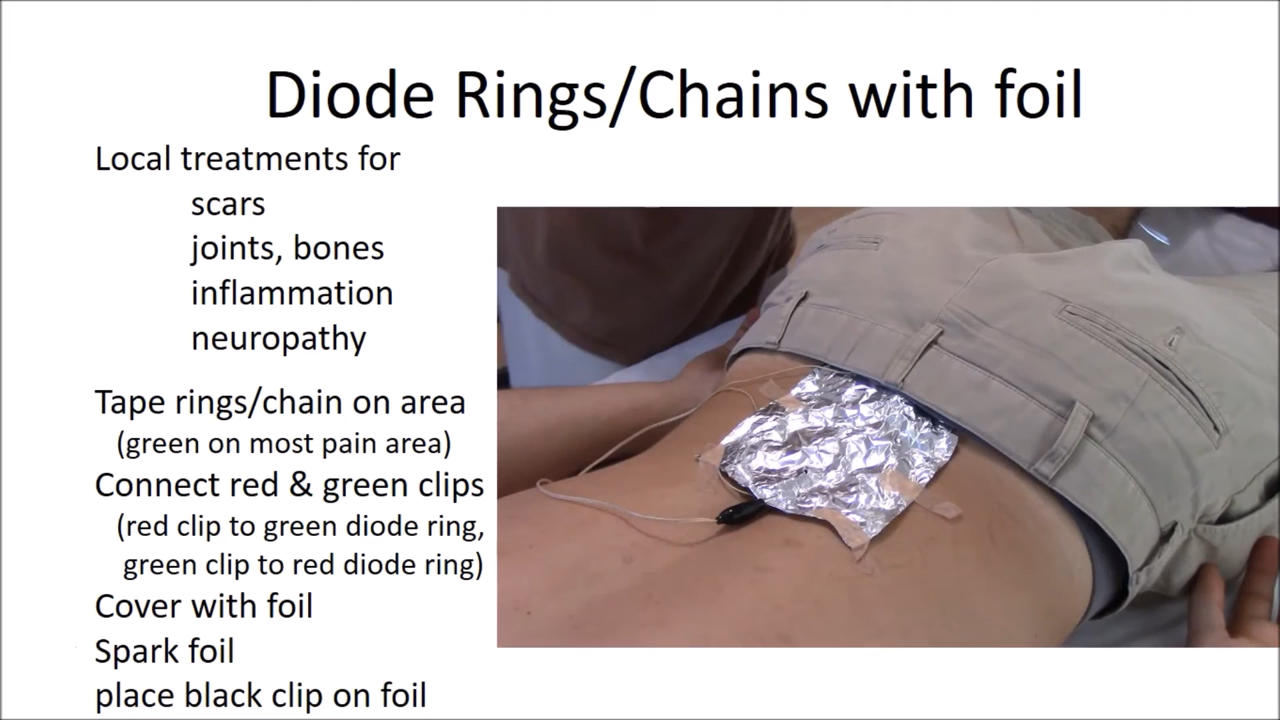 Diode Rings/Chains with foil
Local treatments for
scars
joints, bones
inflammation
neuropathy
Tape rings/chain on area
(green on most pain area)
Connect red & green clips
(red clip to green diode ring,
green clip to red diode ring)
Cover with foil
Spark foil
place black clip on foil